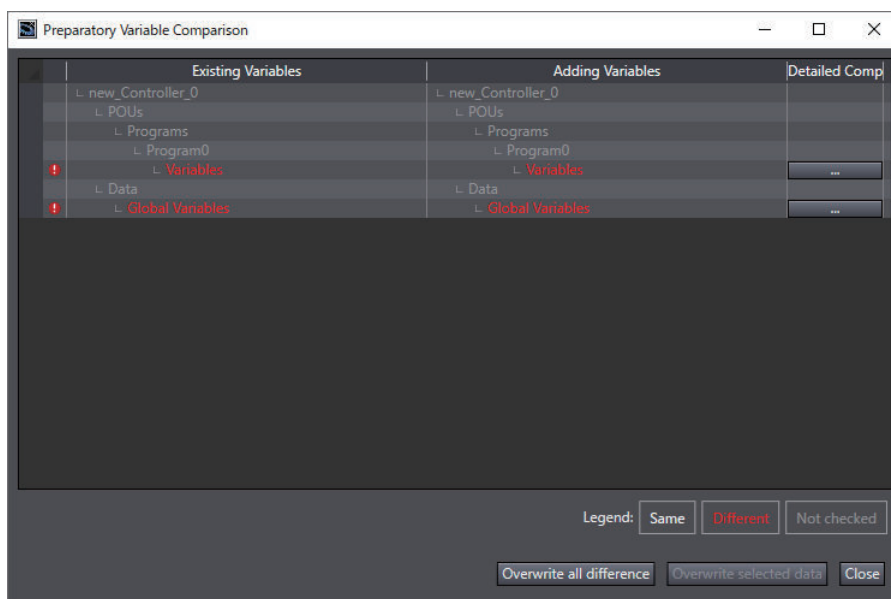 Preparatory Variable Comparison
Existing Variables Adding Variables Detailed Comp
∟ new_Controller_0 ∟ new_Controller_0
∟ POUs ∟ POUs
∟ Programs ∟ Programs
∟ Program0 ∟ Program0
! ∟ Variables ∟ Variables ...
∟ Data ∟ Data
! ∟ Global Variables ∟ Global Variables ...
Legend: Same Different Not checked
Overwrite all difference Overwrite selected data Close